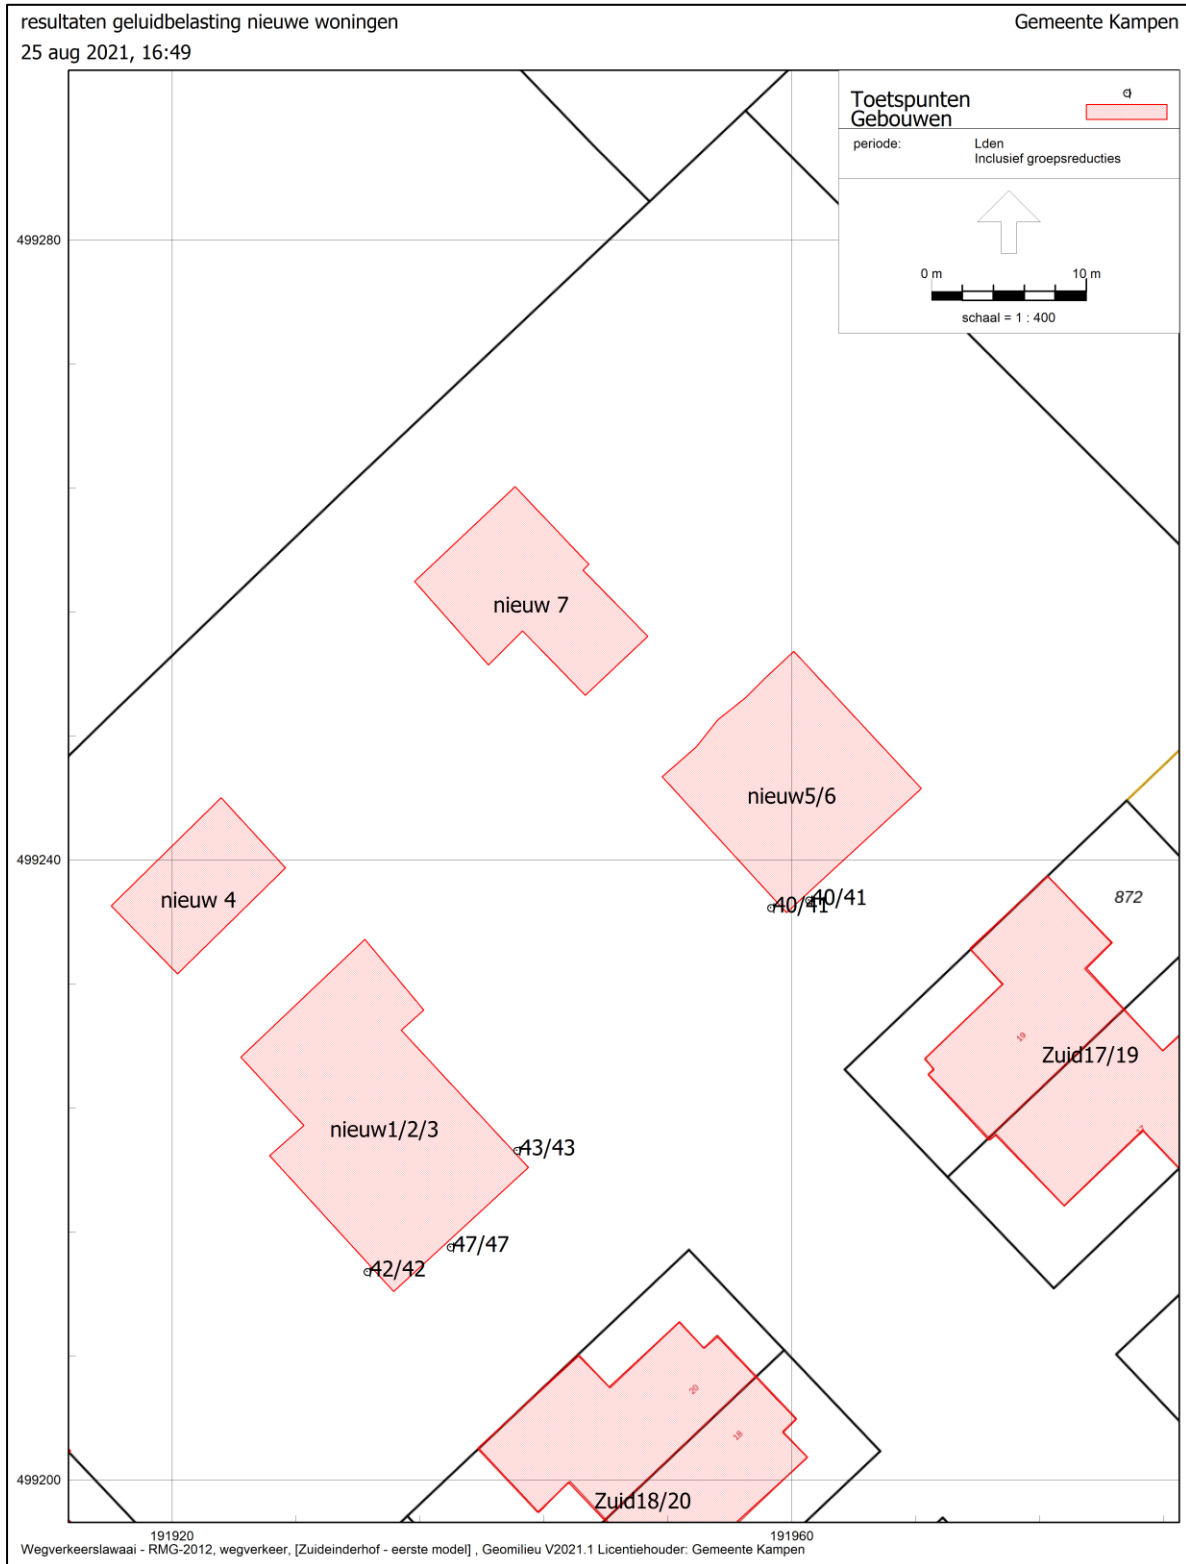 resultaten geluidbelasting nieuwe woningen
Gemeente Kampen
25 aug 2021, 16:49
Toetspunten
Gebouwen
periode: Lden
Inclusief groepsreducties
0 m 10 m
schaal = 1 : 400
499280
nieuw 7
nieuw5/6
499240
nieuw 4
40/41
40/41
872
19
Zuid17/19
17
nieuw1/2/3
43/43
47/47
42/42
20
18
499200
Zuid18/20
191920
191960
Wegverkeerslawaai - RMG-2012, wegverkeer, [Zuideinderhof - eerste model] , Geomilieu V2021.1 Licentiehouder: Gemeente Kampen